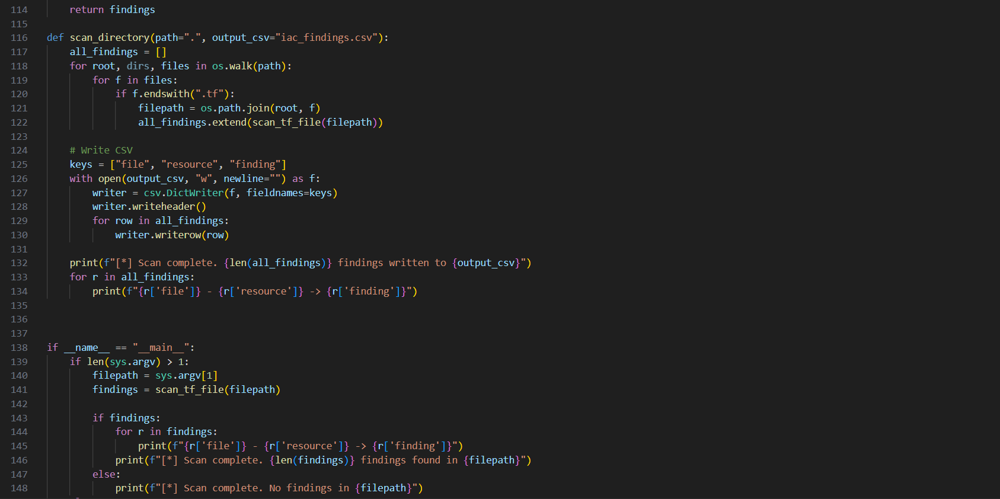 114     return findings
115
116 def scan_directory(path=".", output_csv="iac_findings.csv"):
117     all_findings = []
118     for root, dirs, files in os.walk(path):
119         for f in files:
120             if f.endswith(".tf"):
121                 filepath = os.path.join(root, f)
122                 all_findings.extend(scan_tf_file(filepath))
123
124     # Write CSV
125     keys = ["file", "resource", "finding"]
126     with open(output_csv, "w", newline="") as f:
127         writer = csv.DictWriter(f, fieldnames=keys)
128         writer.writeheader()
129         for row in all_findings:
130             writer.writerow(row)
131
132     print(f"[*] Scan complete. {len(all_findings)} findings written to {output_csv}")
133     for r in all_findings:
134         print(f"{r['file']} - {r['resource']} -> {r['finding']}")
135
136
137
138 if __name__ == "__main__":
139     if len(sys.argv) > 1:
140         filepath = sys.argv[1]
141         findings = scan_tf_file(filepath)
142
143         if findings:
144             for r in findings:
145                 print(f"{r['file']} - {r['resource']} -> {r['finding']}")
146             print(f"[*] Scan complete. {len(findings)} findings found in {filepath}")
147         else:
148             print(f"[*] Scan complete. No findings in {filepath}")